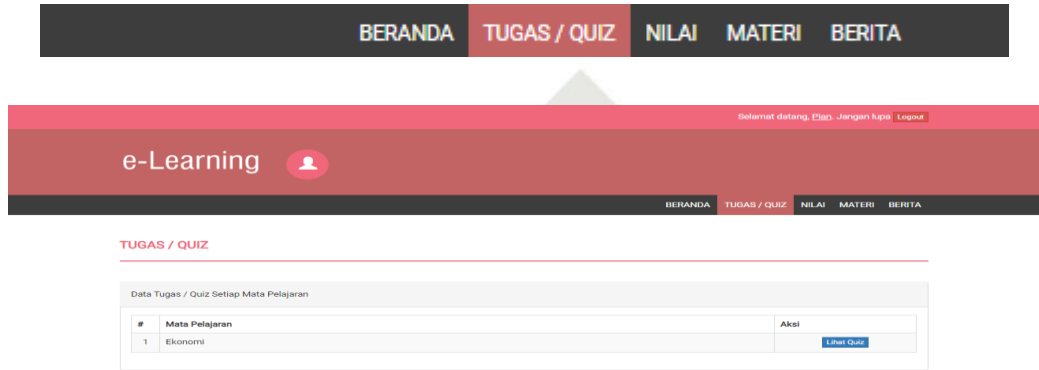 BERANDA TUGAS / QUIZ NILAI MATERI BERITA
Selamat datang, Pian. Jangan lupa Logout
e-Learning
BERANDA TUGAS / QUIZ NILAI MATERI BERITA
TUGAS / QUIZ
Data Tugas / Quiz Setiap Mata Pelajaran
# Mata Pelajaran Aksi
1 Ekonomi Lihat Quiz